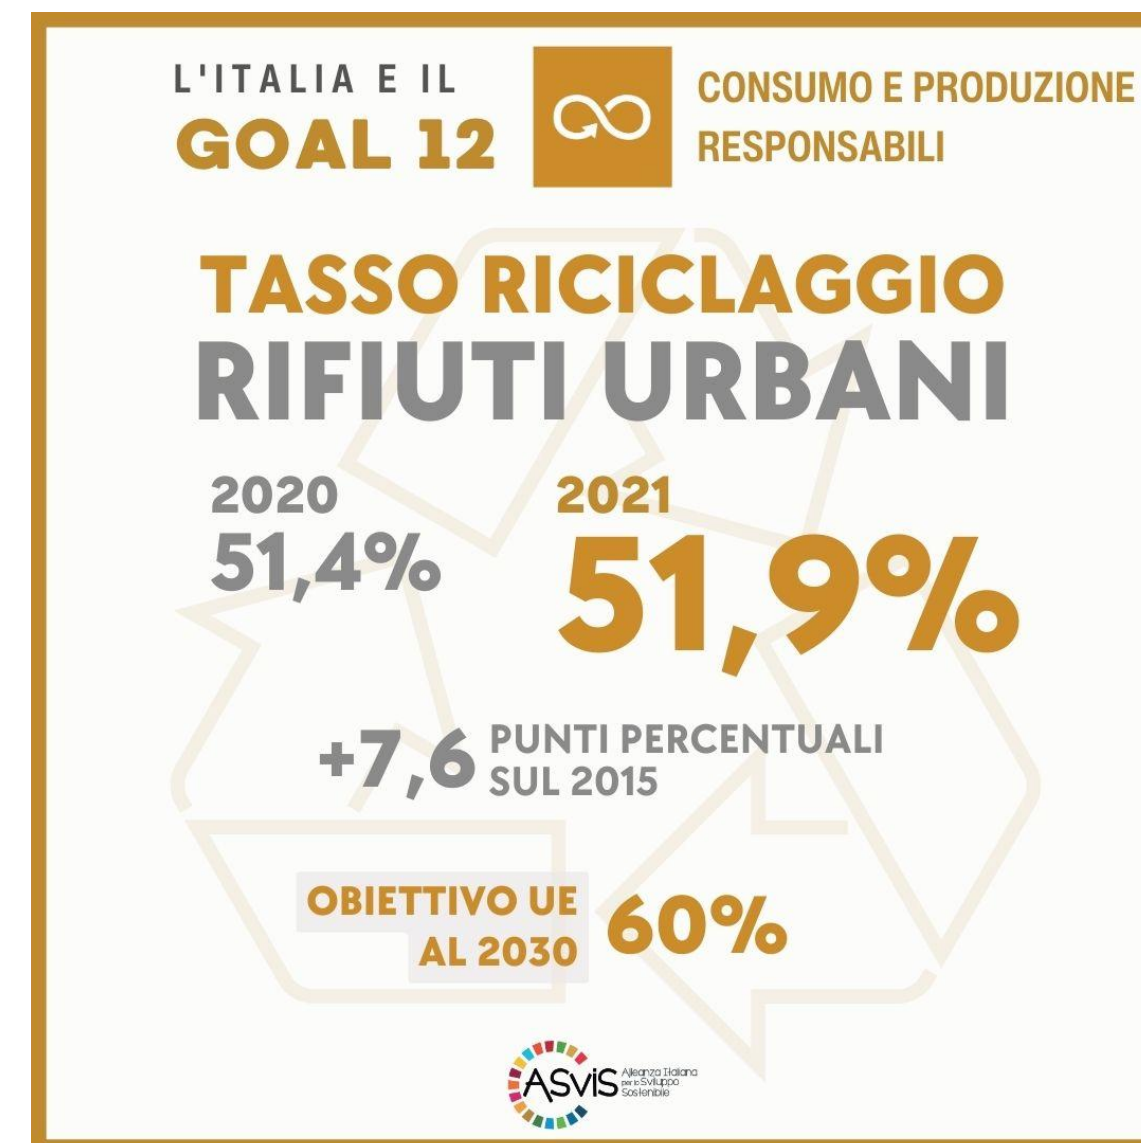 L'ITALIA E IL
GOAL 12
CONSUMO E PRODUZIONE
RESPONSABILI
TASSO RICICLAGGIO
RIFIUTI URBANI
2020
51,4%
2021
51,9%
+7,6 PUNTI PERCENTUALI
SUL 2015
OBIETTIVO UE
AL 2030
60%
ASviS
Alleanza Italiana
per lo Sviluppo
Sostenibile